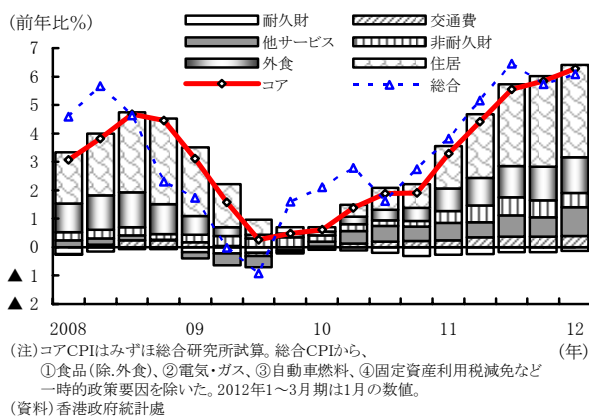 (前年比%)
耐久財
交通費
他サービス
非耐久財
外食
住居
コア
総合
7
6
5
4
3
2
1
0
▲ 1
▲ 2
2008
09
10
11
12
(年)
(注)コアCPIはみずほ総合研究所試算。総合CPIから、
①食品(除.外食)、②電気・ガス、③自動車燃料、④固定資産利用税減免など
一時的政策要因を除いた。2012年1～3月期は1月の数値。
(資料)香港政府統計處